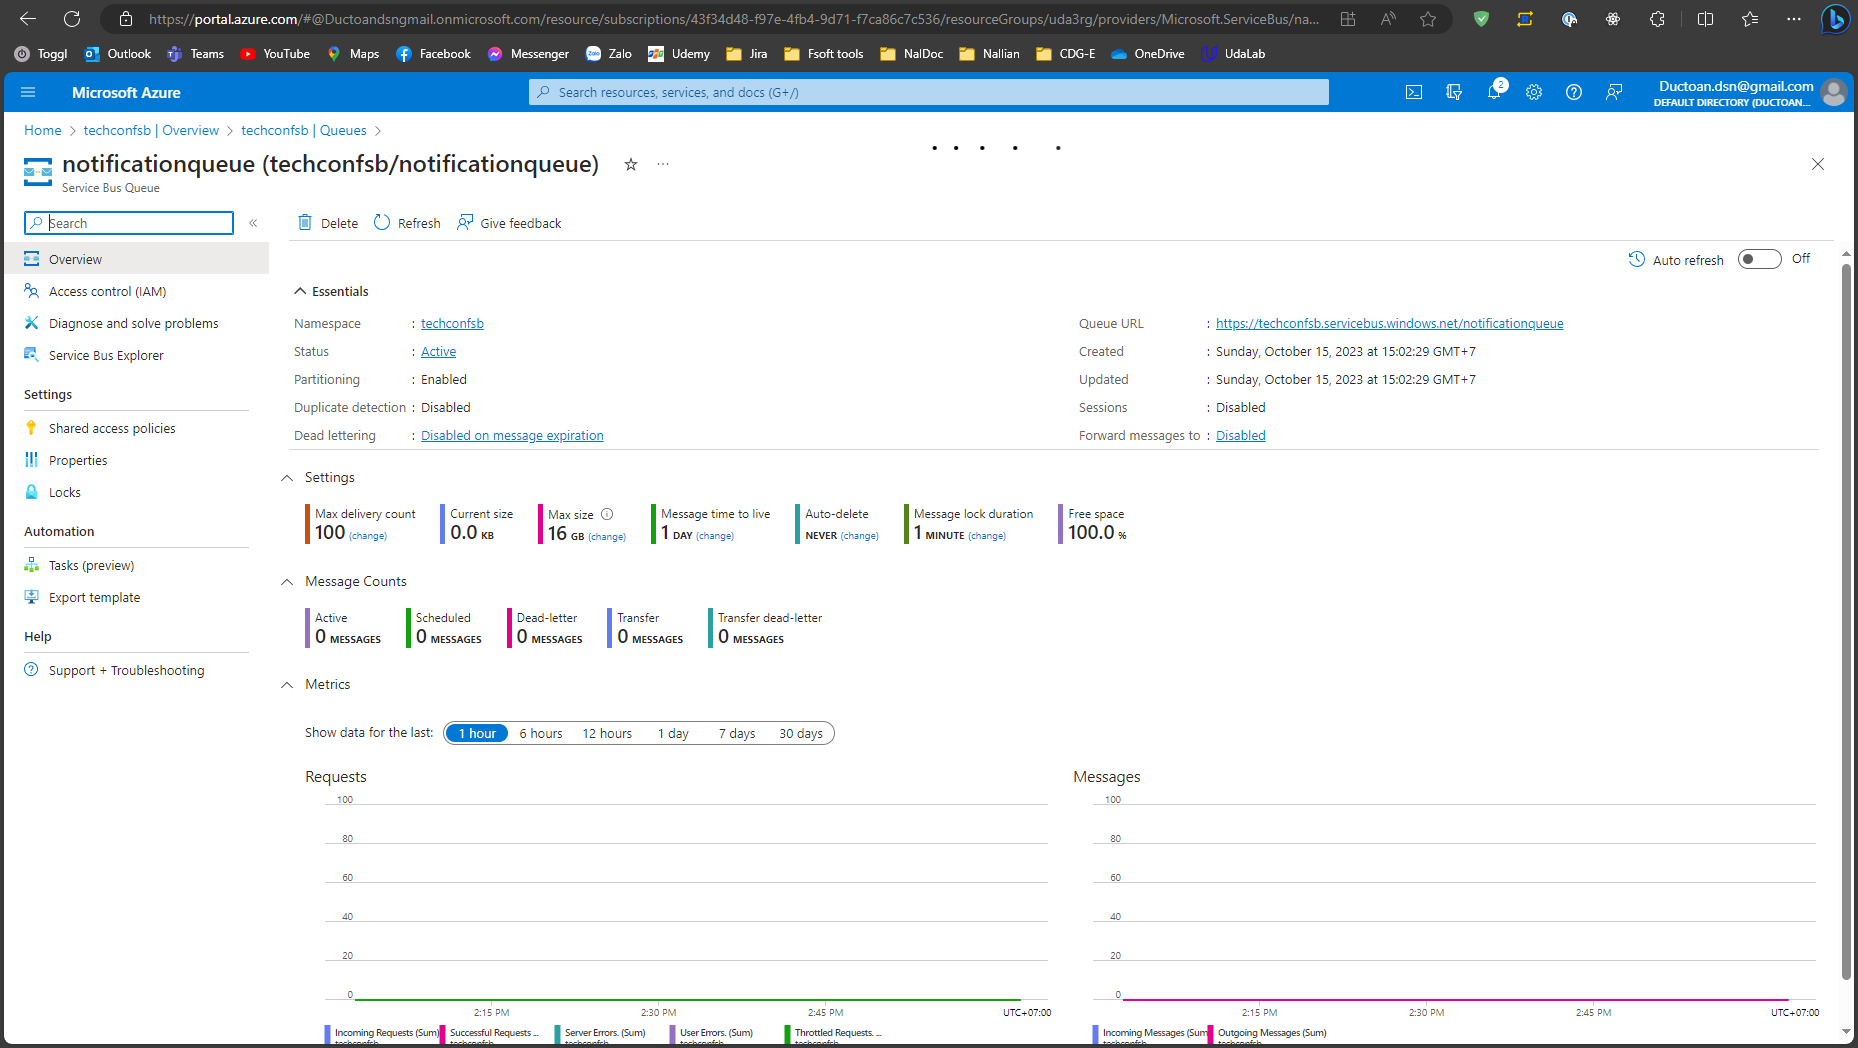 https://portal.azure.com/#@Ductoandsngmail.onmicrosoft.com/resource/subscriptions/43f34d48-f97e-4fb4-9d71-f7ca86c7c536/resourceGroups/uda3rg/providers/Microsoft.ServiceBus/na...
Toggl Outlook Teams YouTube Maps Facebook Messenger Zalo Udemy Jira Fsoft tools NalDoc Nallian CDG-E OneDrive UdaLab
Microsoft Azure
Search resources, services, and docs (G+/)
2
Ductoan.dsn@gmail.com
DEFAULT DIRECTORY (DUCTOAN...
Home > techconfsb | Overview > techconfsb | Queues >
notificationqueue (techconfsb/notificationqueue)
Service Bus Queue
Search
Delete Refresh Give feedback
Auto refresh Off
Overview
Access control (IAM)
Diagnose and solve problems
Service Bus Explorer
Settings
Shared access policies
Properties
Locks
Automation
Tasks (preview)
Export template
Help
Support + Troubleshooting
Essentials
Namespace : techconfsb
Status : Active
Partitioning : Enabled
Duplicate detection : Disabled
Dead lettering : Disabled on message expiration
Queue URL : https://techconfsb.servicebus.windows.net/notificationqueue
Created : Sunday, October 15, 2023 at 15:02:29 GMT+7
Updated : Sunday, October 15, 2023 at 15:02:29 GMT+7
Sessions : Disabled
Forward messages to : Disabled
Settings
Max delivery count
100 (change)
Current size
0.0 KB
Max size
16 GB (change)
Message time to live
1 DAY (change)
Auto-delete
NEVER (change)
Message lock duration
1 MINUTE (change)
Free space
100.0 %
Message Counts
Active
0 MESSAGES
Scheduled
0 MESSAGES
Dead-letter
0 MESSAGES
Transfer
0 MESSAGES
Transfer dead-letter
0 MESSAGES
Metrics
Show data for the last: 1 hour 6 hours 12 hours 1 day 7 days 30 days
Requests
100
80
60
40
20
0
2:15 PM 2:30 PM 2:45 PM UTC+07:00
Incoming Requests (Sum) Successful Requests ... Server Errors. (Sum) User Errors. (Sum) Throttled Requests. ...
techconfsb techconfsb techconfsb techconfsb techconfsb
Messages
100
80
60
40
20
0
2:15 PM 2:30 PM 2:45 PM UTC+07:00
Incoming Messages (Sum) Outgoing Messages (Sum)
techconfsb techconfsb